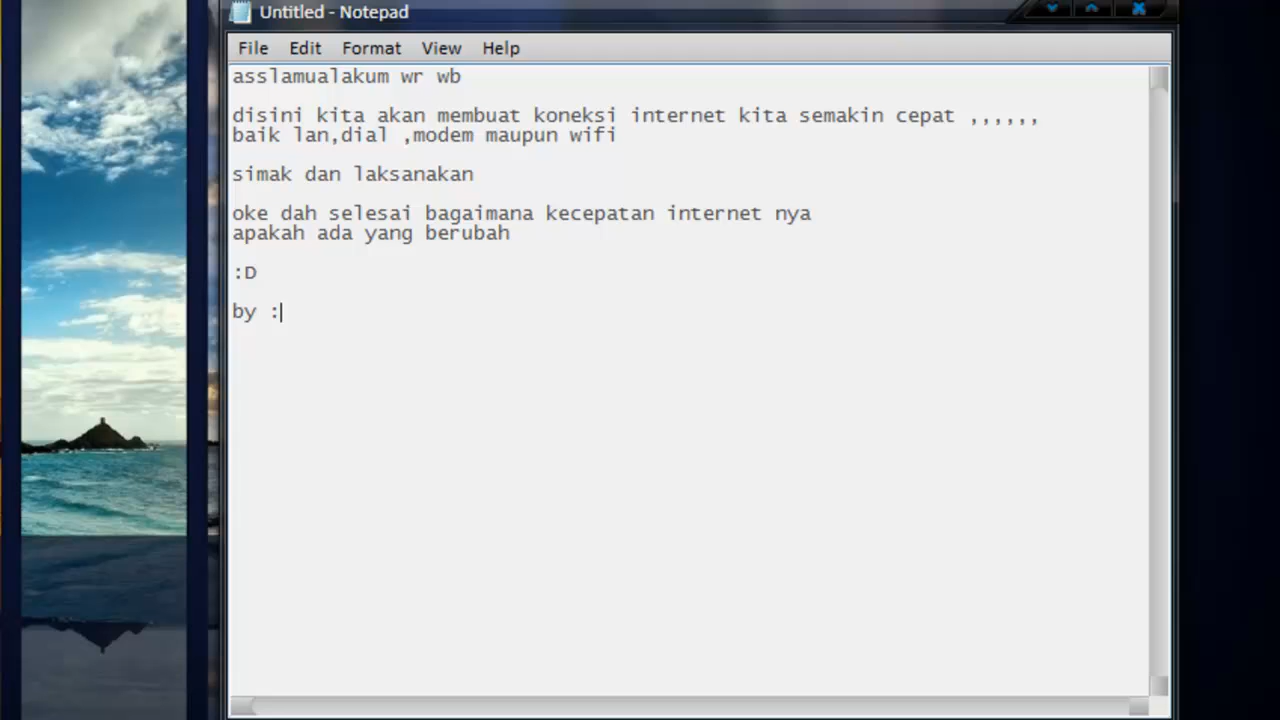 Untitled - Notepad
File Edit Format View Help
asslamualakum wr wb
disini kita akan membuat koneksi internet kita semakin cepat ,,,,,,
baik lan,dial ,modem maupun wifi
simak dan laksanakan
oke dah selesai bagaimana kecepatan internet nya
apakah ada yang berubah
:D
by :